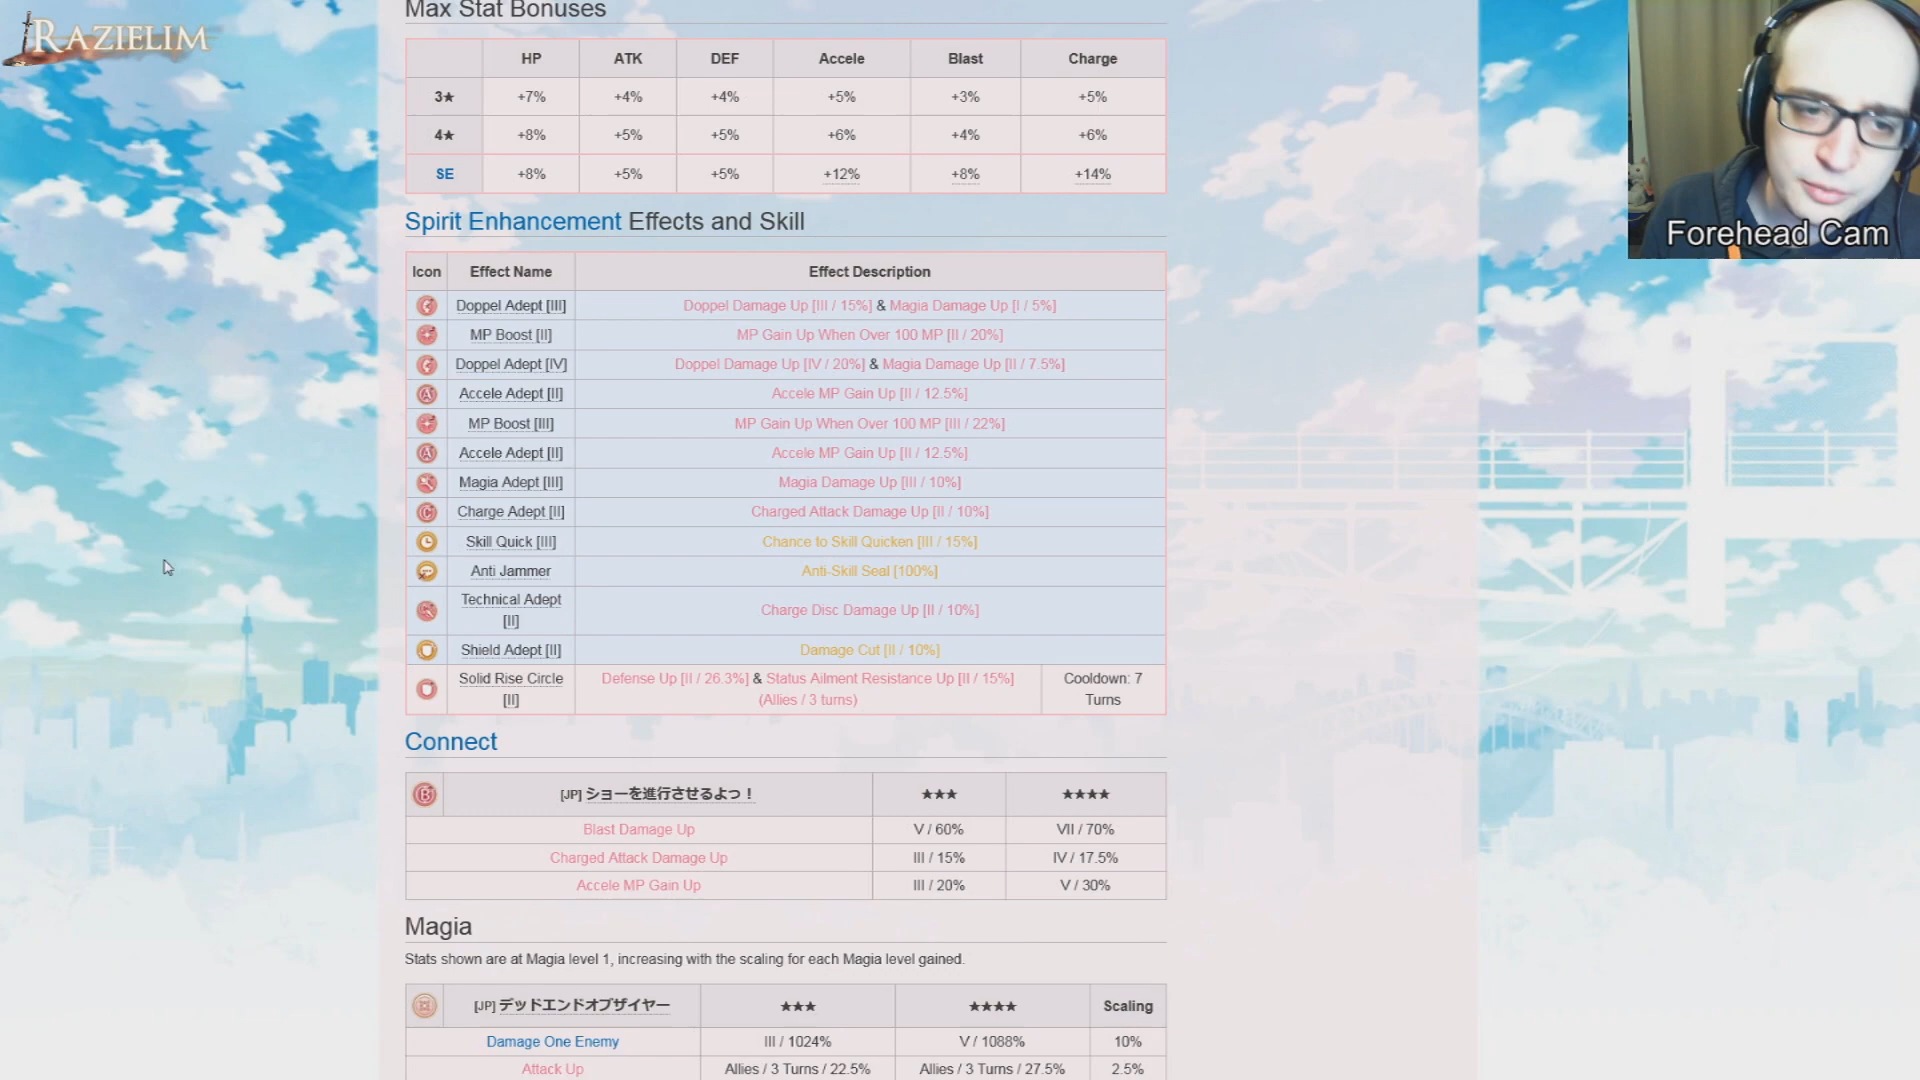 RAZIELIM
Forehead Cam
Max Stat Bonuses
HP ATK DEF Accele Blast Charge
3★ +7% +4% +4% +5% +3% +5%
4★ +8% +5% +5% +6% +4% +6%
SE +8% +5% +5% +12% +8% +14%
Spirit Enhancement Effects and Skill
Icon Effect Name Effect Description
Doppel Adept [III] Doppel Damage Up [III / 15%] & Magia Damage Up [I / 5%]
MP Boost [II] MP Gain Up When Over 100 MP [II / 20%]
Doppel Adept [IV] Doppel Damage Up [IV / 20%] & Magia Damage Up [II / 7.5%]
Accele Adept [II] Accele MP Gain Up [II / 12.5%]
MP Boost [III] MP Gain Up When Over 100 MP [III / 22%]
Accele Adept [II] Accele MP Gain Up [II / 12.5%]
Magia Adept [III] Magia Damage Up [III / 10%]
Charge Adept [II] Charged Attack Damage Up [II / 10%]
Skill Quick [III] Chance to Skill Quicken [III / 15%]
Anti Jammer Anti-Skill Seal [100%]
Technical Adept
[II] Charge Disc Damage Up [II / 10%]
Shield Adept [II] Damage Cut [II / 10%]
Solid Rise Circle Defense Up [II / 26.3%] & Status Ailment Resistance Up [II / 15%] Cooldown: 7
[II] (Allies / 3 turns) Turns
Connect
B [JP] ショーを進行させるよっ！ ★★★ ★★★★
Blast Damage Up V / 60% VII / 70%
Charged Attack Damage Up III / 15% IV / 17.5%
Accele MP Gain Up III / 20% V / 30%
Magia
Stats shown are at Magia level 1, increasing with the scaling for each Magia level gained.
[JP] デッドエンドオブザイヤー ★★★ ★★★★ Scaling
Damage One Enemy III / 1024% V / 1088% 10%
Attack Up Allies / 3 Turns / 22.5% Allies / 3 Turns / 27.5% 2.5%